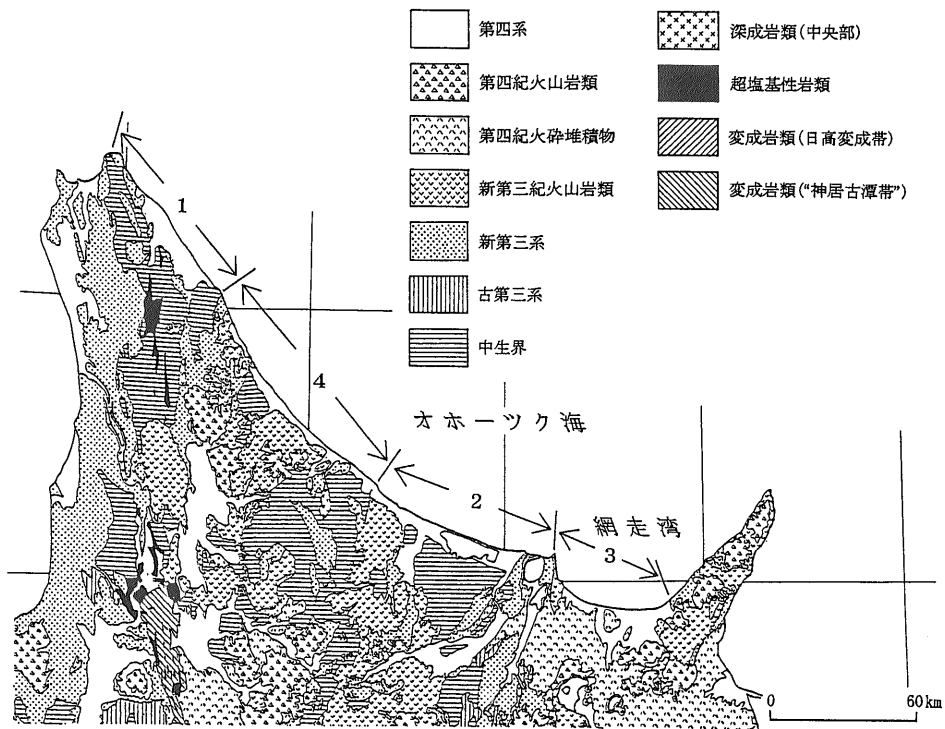 第四系
第四紀火山岩類
第四紀火砕堆積物
新第三紀火山岩類
新第三系
古第三系
中生界
深成岩類(中央部)
超塩基性岩類
変成岩類(日高変成帯)
変成岩類("神居古潭帯")
1
4
オホーツク海
2
網走湾
3
0
60km